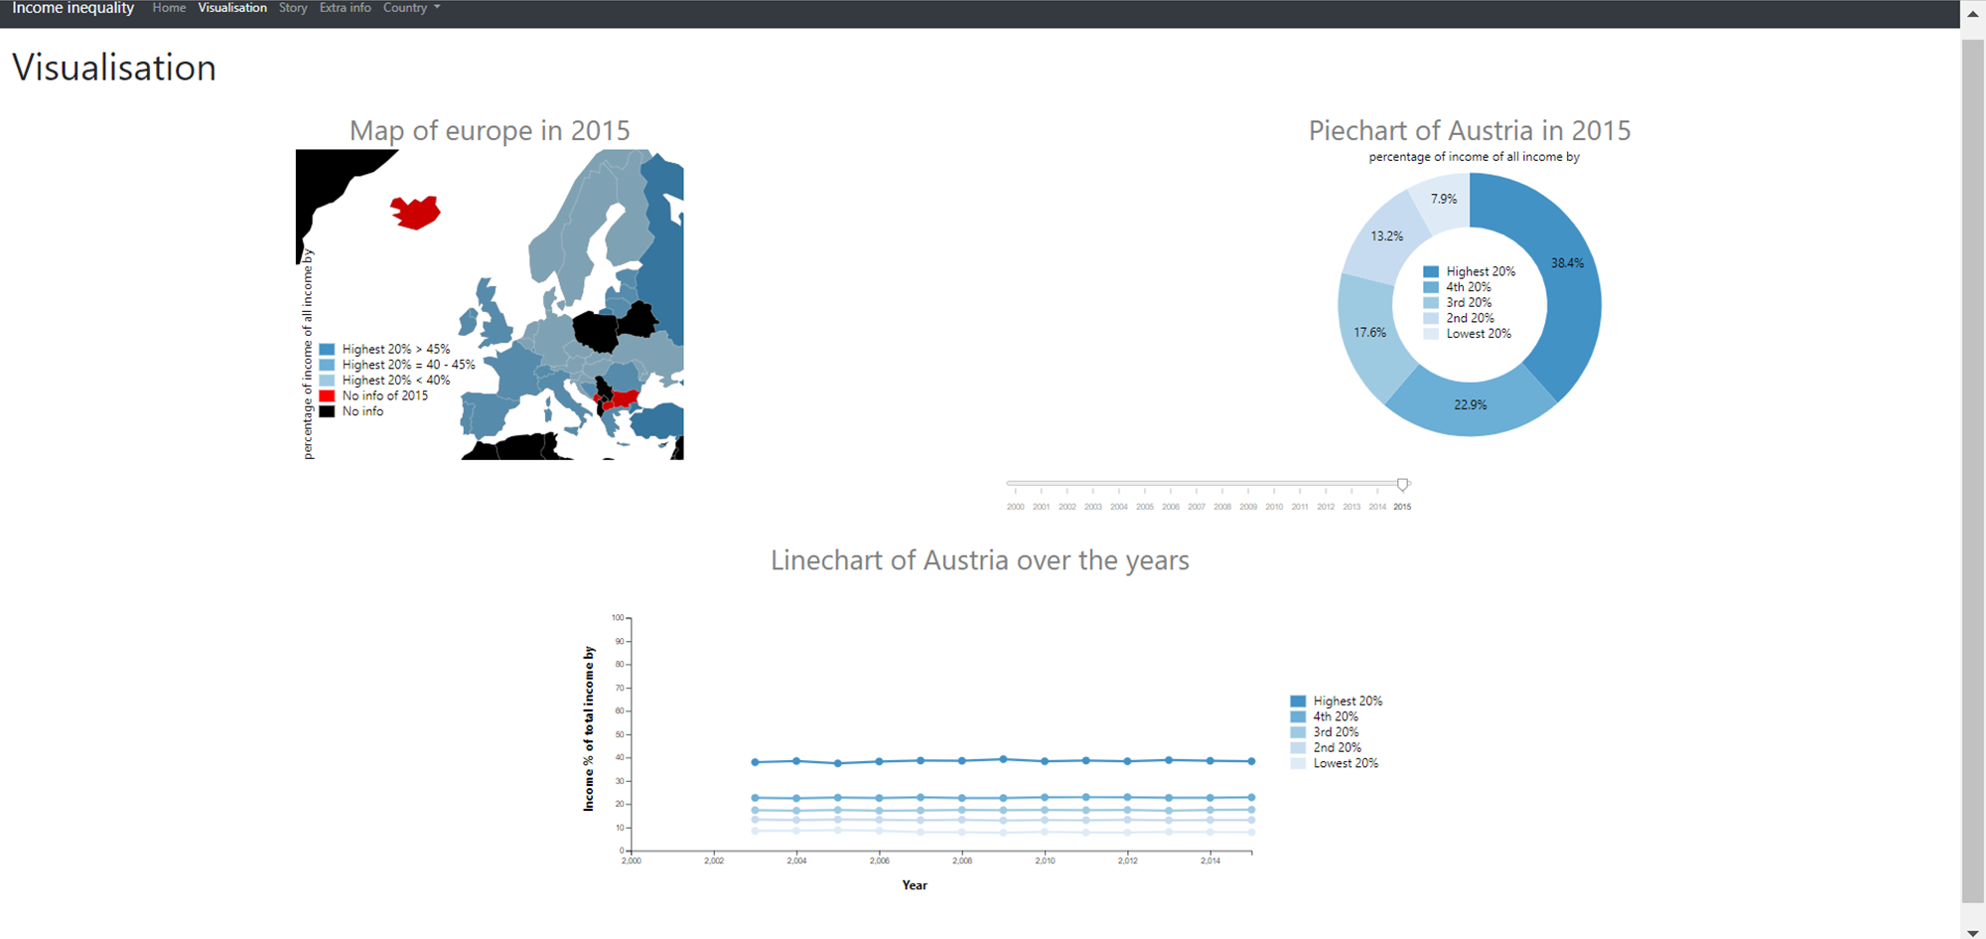 Income inequality Home Visualisation Story Extra info Country
Visualisation
Map of europe in 2015
percentage of income of all income by
Highest 20% > 45%
Highest 20% = 40 - 45%
Highest 20% < 40%
No info of 2015
No info
Piechart of Austria in 2015
percentage of income of all income by
7.9%
13.2%
38.4%
17.6%
22.9%
Highest 20%
4th 20%
3rd 20%
2nd 20%
Lowest 20%
2000 2001 2002 2003 2004 2005 2006 2007 2008 2009 2010 2011 2012 2013 2014 2015
Linechart of Austria over the years
Income % of total income by
100
90
80
70
60
50
40
30
20
10
0
2,000 2,002 2,004 2,006 2,008 2,010 2,012 2,014
Year
Highest 20%
4th 20%
3rd 20%
2nd 20%
Lowest 20%